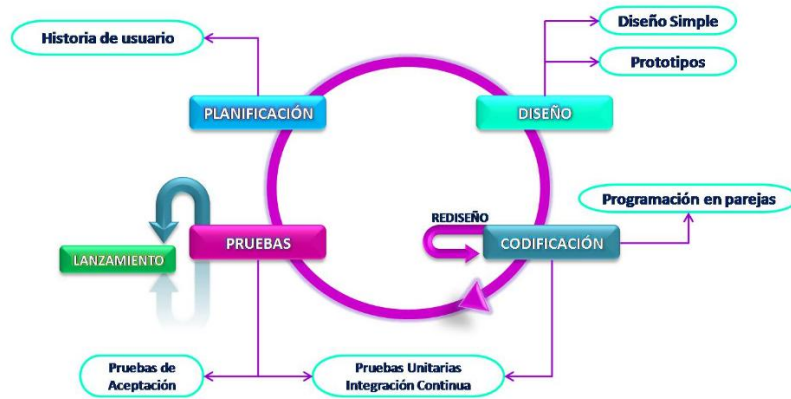 Historia de usuario
Diseño Simple
Prototipos
PLANIFICACIÓN
DISEÑO
Programación en parejas
REDISEÑO
PRUEBAS
CODIFICACIÓN
LANZAMIENTO
Pruebas de
Aceptación
Pruebas Unitarias
Integración Continua